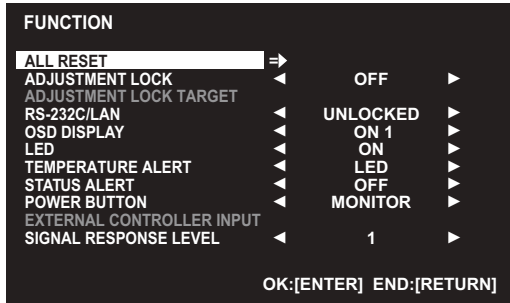 FUNCTION
ALL RESET
ADJUSTMENT LOCK OFF
ADJUSTMENT LOCK TARGET
RS-232C/LAN UNLOCKED
OSD DISPLAY ON 1
LED ON
TEMPERATURE ALERT LED
STATUS ALERT OFF
POWER BUTTON MONITOR
EXTERNAL CONTROLLER INPUT
SIGNAL RESPONSE LEVEL 1
OK:[ENTER] END:[RETURN]